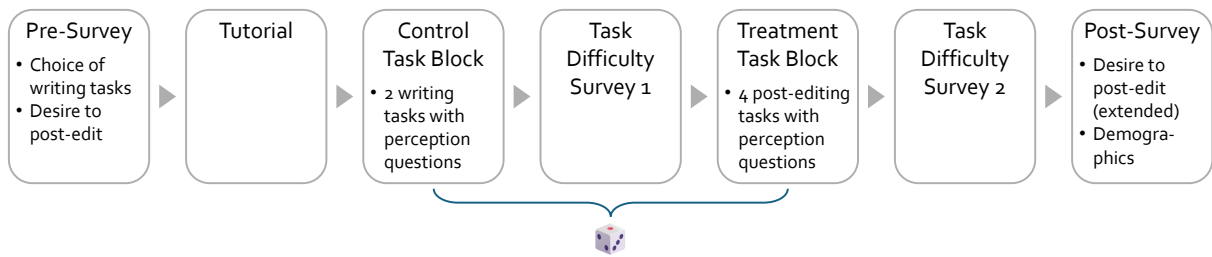 Pre-Survey
• Choice of
writing tasks
• Desire to
post-edit
Tutorial
Control
Task Block
• 2 writing
tasks with
perception
questions
Task
Difficulty
Survey 1
Treatment
Task Block
• 4 post-editing
tasks with
perception
questions
Task
Difficulty
Survey 2
Post-Survey
• Desire to
post-edit
(extended)
• Demogra-
phics